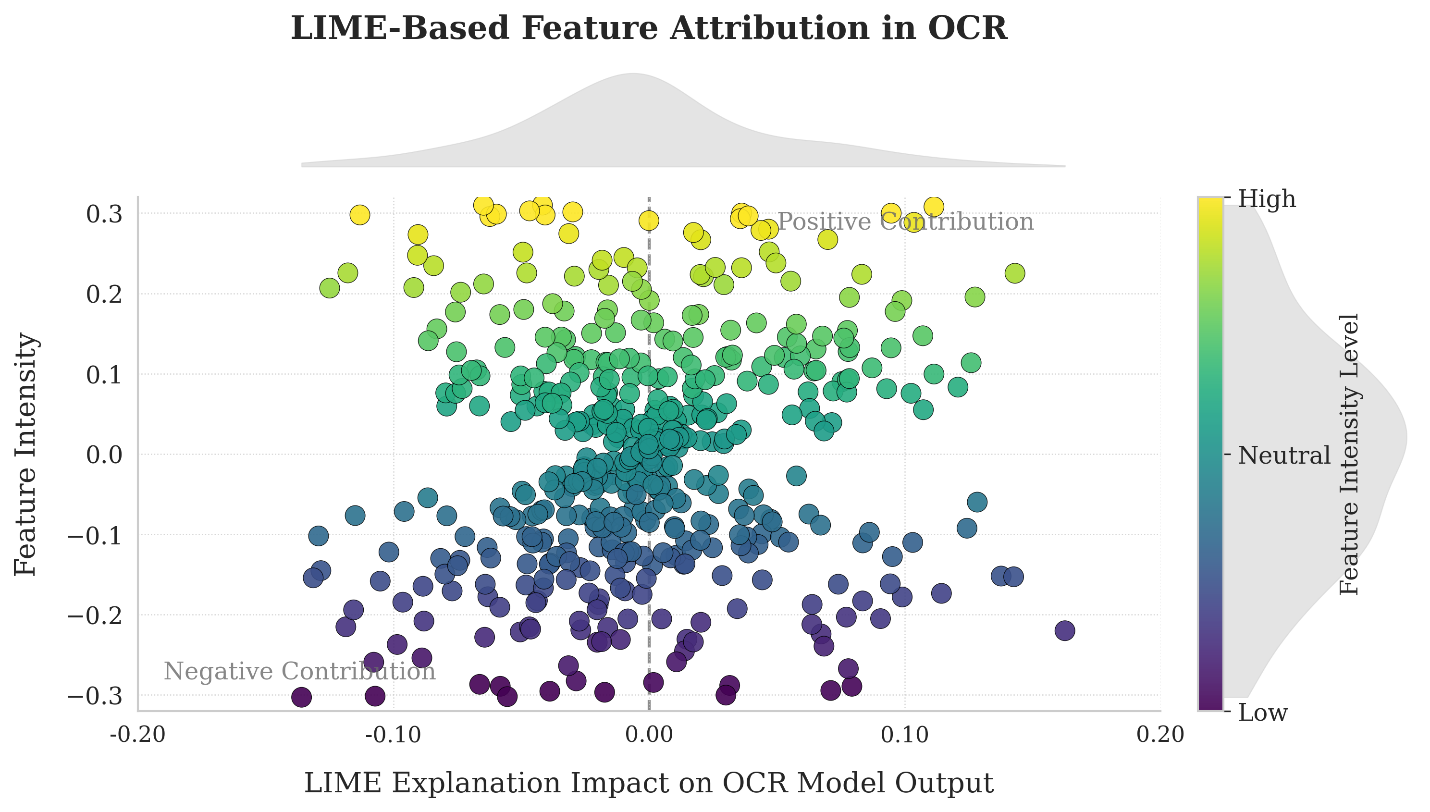 LIME-Based Feature Attribution in OCR
Feature Intensity
0.3
0.2
0.1
0.0
−0.1
−0.2
−0.3
Positive Contribution
Negative Contribution
-0.20
-0.10
0.00
0.10
0.20
LIME Explanation Impact on OCR Model Output
High
Neutral
Low
Feature Intensity Level